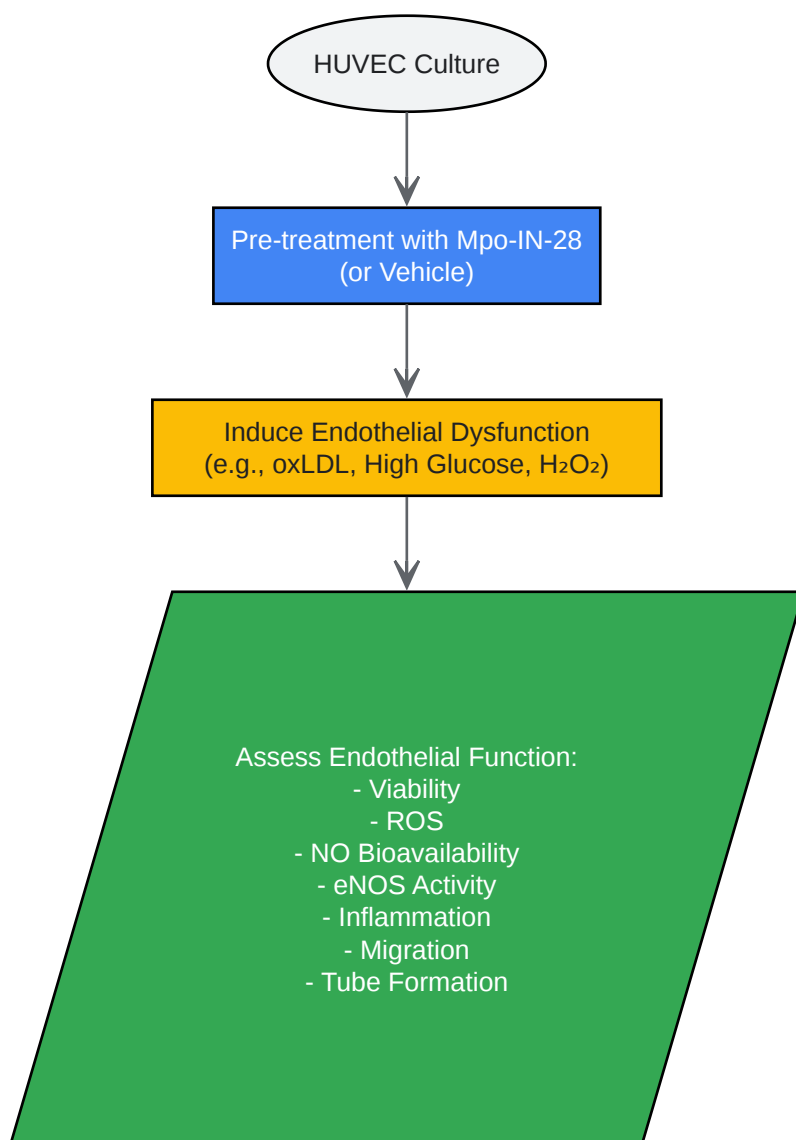 HUVEC Culture
Pre-treatment with Mpo-IN-28
(or Vehicle)
Induce Endothelial Dysfunction
(e.g., oxLDL, High Glucose, H₂O₂)
Assess Endothelial Function:
- Viability
- ROS
- NO Bioavailability
- eNOS Activity
- Inflammation
- Migration
- Tube Formation